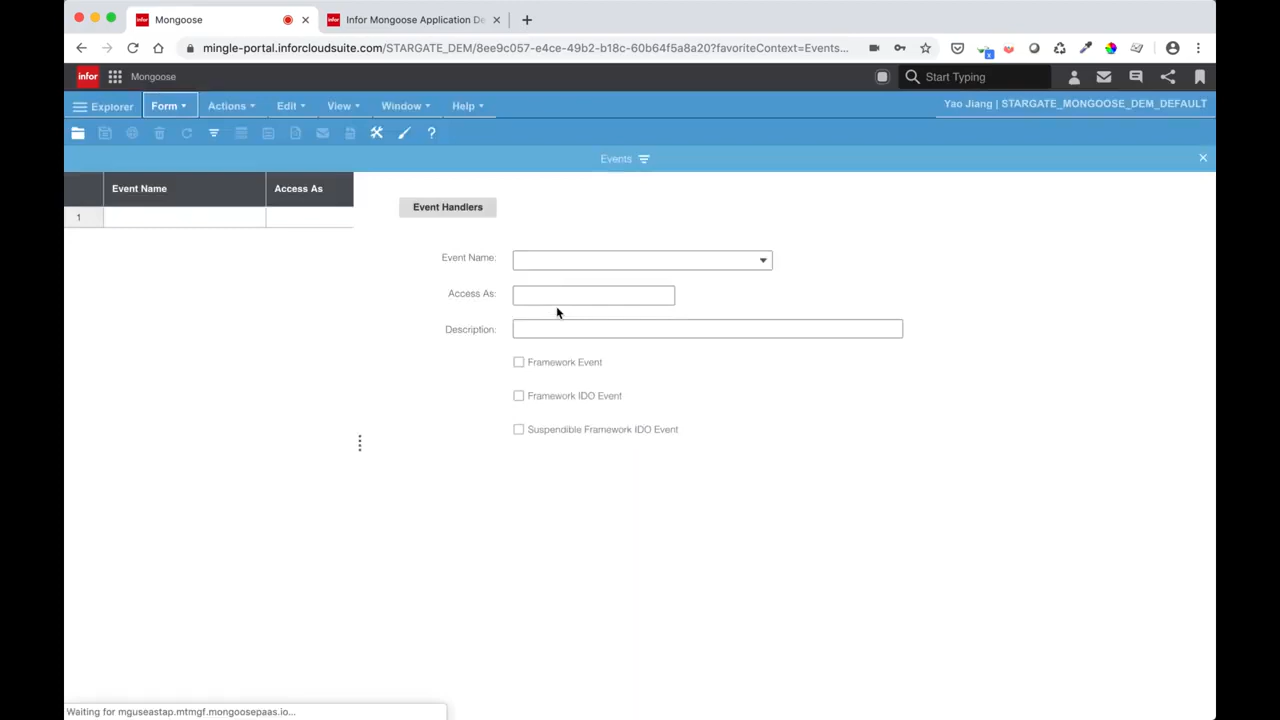 Mongoose
infor Infor Mongoose Application De
mingle-portal.inforcloudsuite.com/STARGATE_DEM/8ee9c057-e4ce-49b2-b18c-60b64f5a8a20?favoriteContext=Events...
infor Mongoose Start Typing
Explorer Form Actions Edit View Window Help Yao Jiang | STARGATE_MONGOOSE_DEM_DEFAULT
?
Events
Event Name Access As
Event Handlers
1
Event Name:
Access As:
Description:
Framework Event
Framework IDO Event
Suspendible Framework IDO Event
Waiting for mguseastap.mtmgf.mongoosepaas.io...